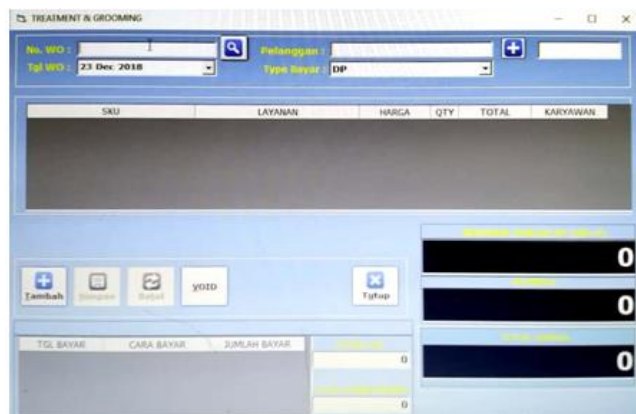 TREATMENT & GROOMING
No. WO :
Pelanggan :
Tgl WO : 23 Dec 2018
Type Bayar : DP
SKU LAYANAN HARGA QTY TOTAL KARYAWAN
0
Tambah Simpan Batal VOID Tutup
0
TGL BAYAR CARA BAYAR JUMLAH BAYAR
0
0
0